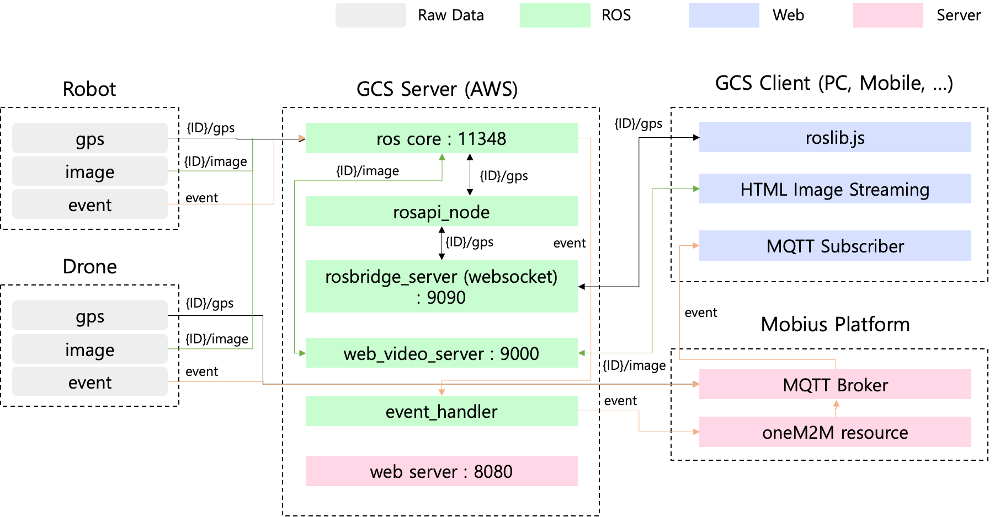 Raw Data
ROS
Web
Server
Robot
gps
image
event
{ID}/gps
{ID}/image
event
Drone
gps
image
event
{ID}/gps
{ID}/image
event
GCS Server (AWS)
ros core : 11348
{ID}/image
{ID}/gps
rosapi_node
{ID}/gps
event
rosbridge_server (websocket)
: 9090
web_video_server : 9000
event_handler
web server : 8080
{ID}/gps
{ID}/image
event
GCS Client (PC, Mobile, ...)
roslib.js
HTML Image Streaming
MQTT Subscriber
event
Mobius Platform
MQTT Broker
oneM2M resource